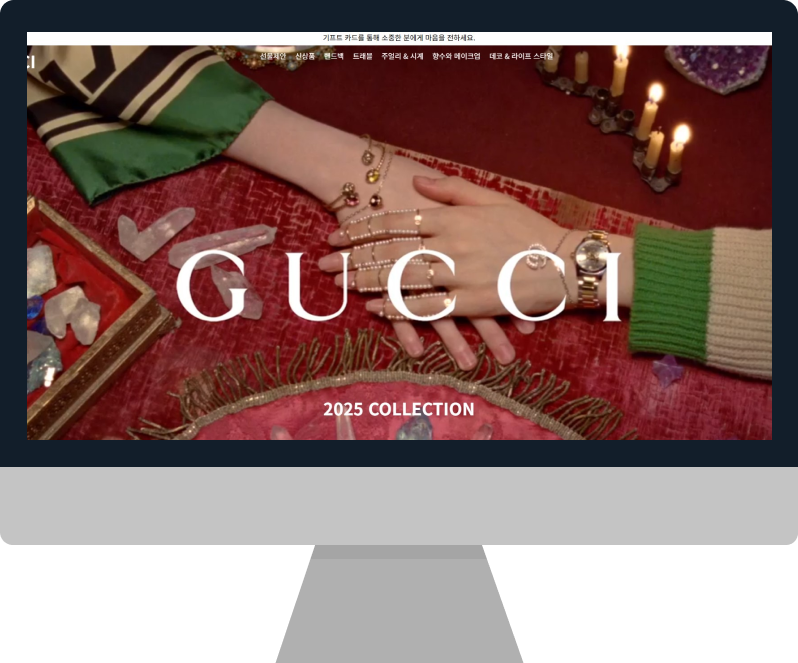 기프트 카드를 통해 소중한 분에게 마음을 전하세요.
CI
선물제안 신상품 핸드백 트래블 주얼리 & 시계 향수와 메이크업 데코 & 라이프 스타일
GUCCI
2025 COLLECTION